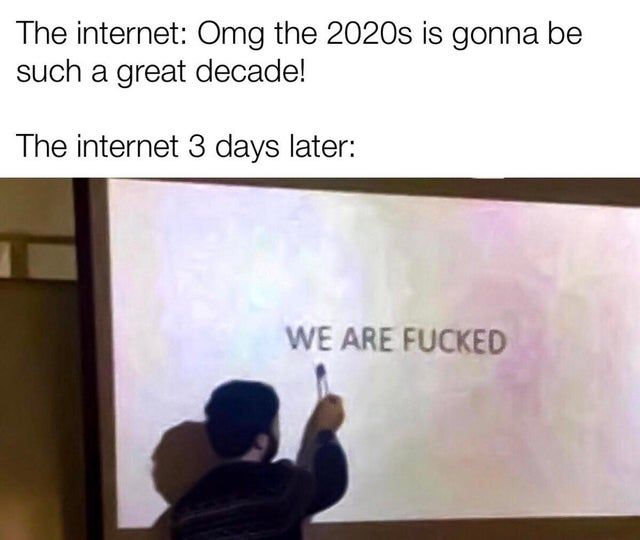 The internet: Omg the 2020s is gonna be
such a great decade!
The internet 3 days later:
WE ARE FUCKED